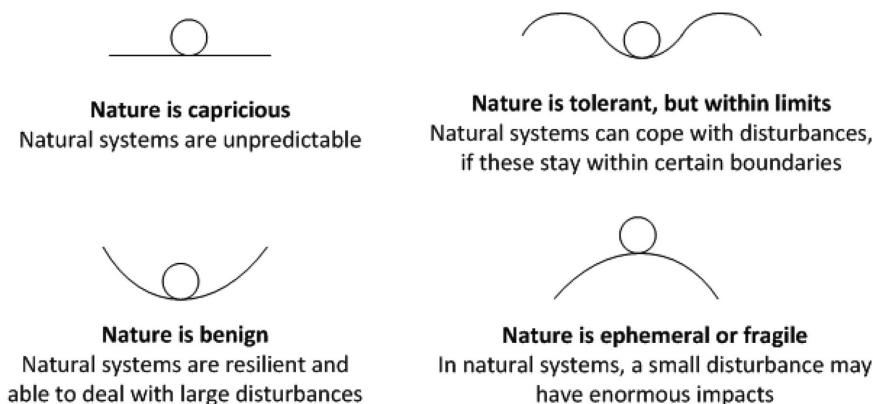 Nature is capricious
Natural systems are unpredictable
Nature is tolerant, but within limits
Natural systems can cope with disturbances,
if these stay within certain boundaries
Nature is benign
Natural systems are resilient and
able to deal with large disturbances
Nature is ephemeral or fragile
In natural systems, a small disturbance may
have enormous impacts